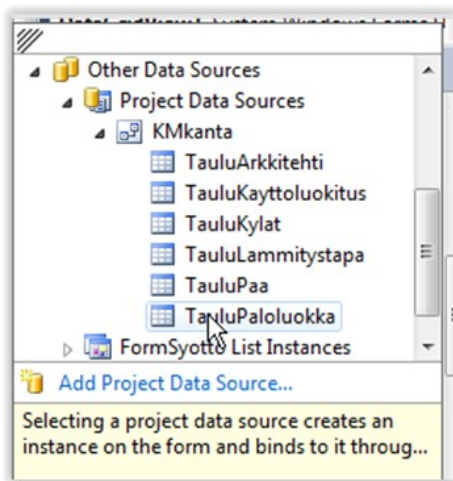 Other Data Sources
Project Data Sources
KMkanta
TauluArkkitehti
TauluKayttoluokitus
TauluKylat
TauluLammitystapa
TauluPaa
TauluPaloluokka
FormSyotto List Instances
Add Project Data Source...
Selecting a project data source creates an
instance on the form and binds to it throug...